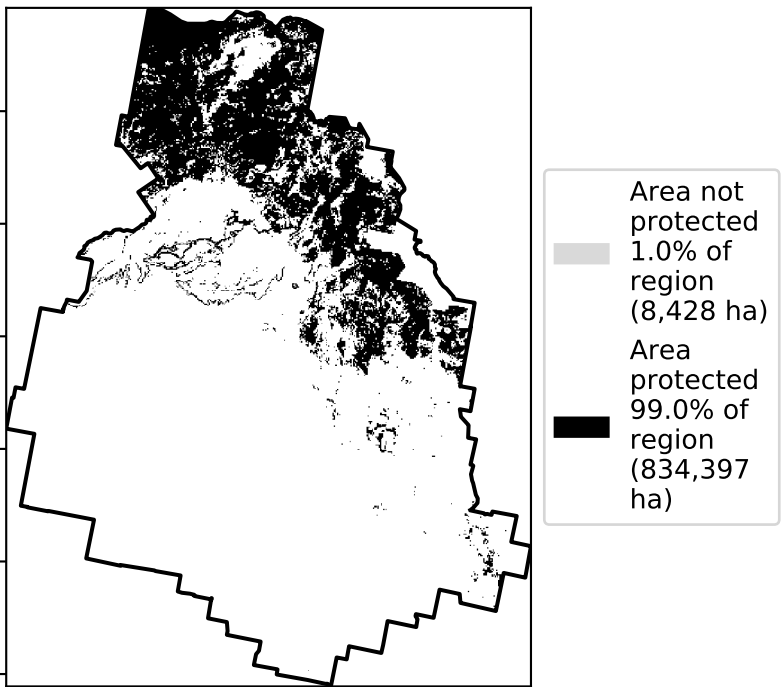 Area not
protected
1.0% of
region
(8,428 ha)
Area
protected
99.0% of
region
(834,397
ha)